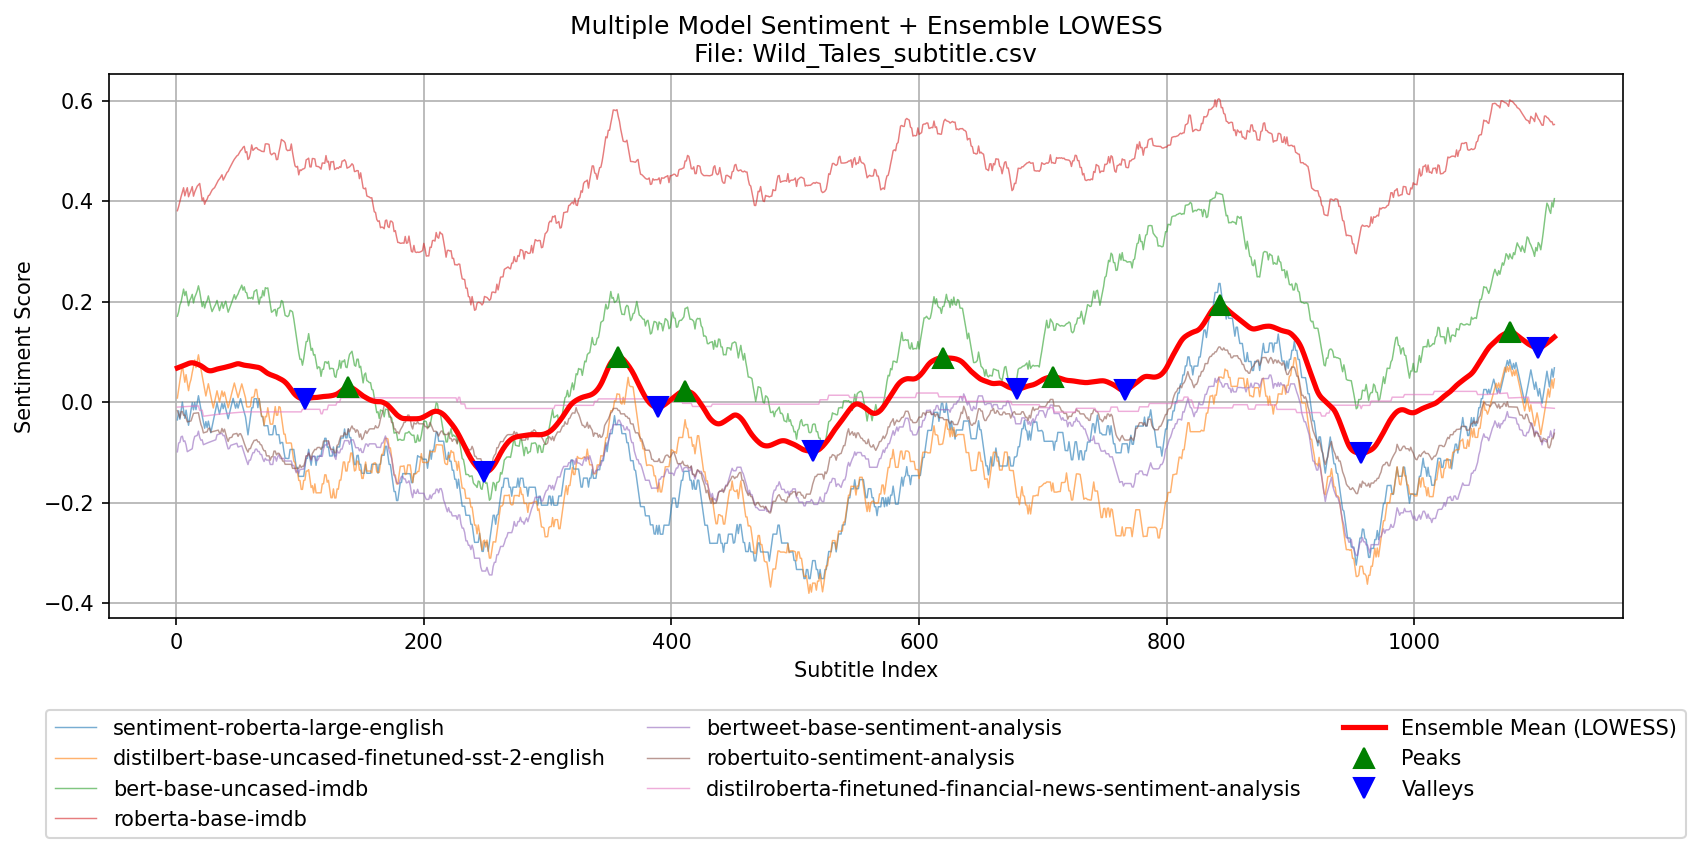 Multiple Model Sentiment + Ensemble LOWESS
File: Wild_Tales_subtitle.csv
Sentiment Score
0.6
0.4
0.2
0.0
−0.2
−0.4
0 200 400 600 800 1000
Subtitle Index
sentiment-roberta-large-english
distilbert-base-uncased-finetuned-sst-2-english
bert-base-uncased-imdb
roberta-base-imdb
bertweet-base-sentiment-analysis
robertuito-sentiment-analysis
distilroberta-finetuned-financial-news-sentiment-analysis
Ensemble Mean (LOWESS)
Peaks
Valleys